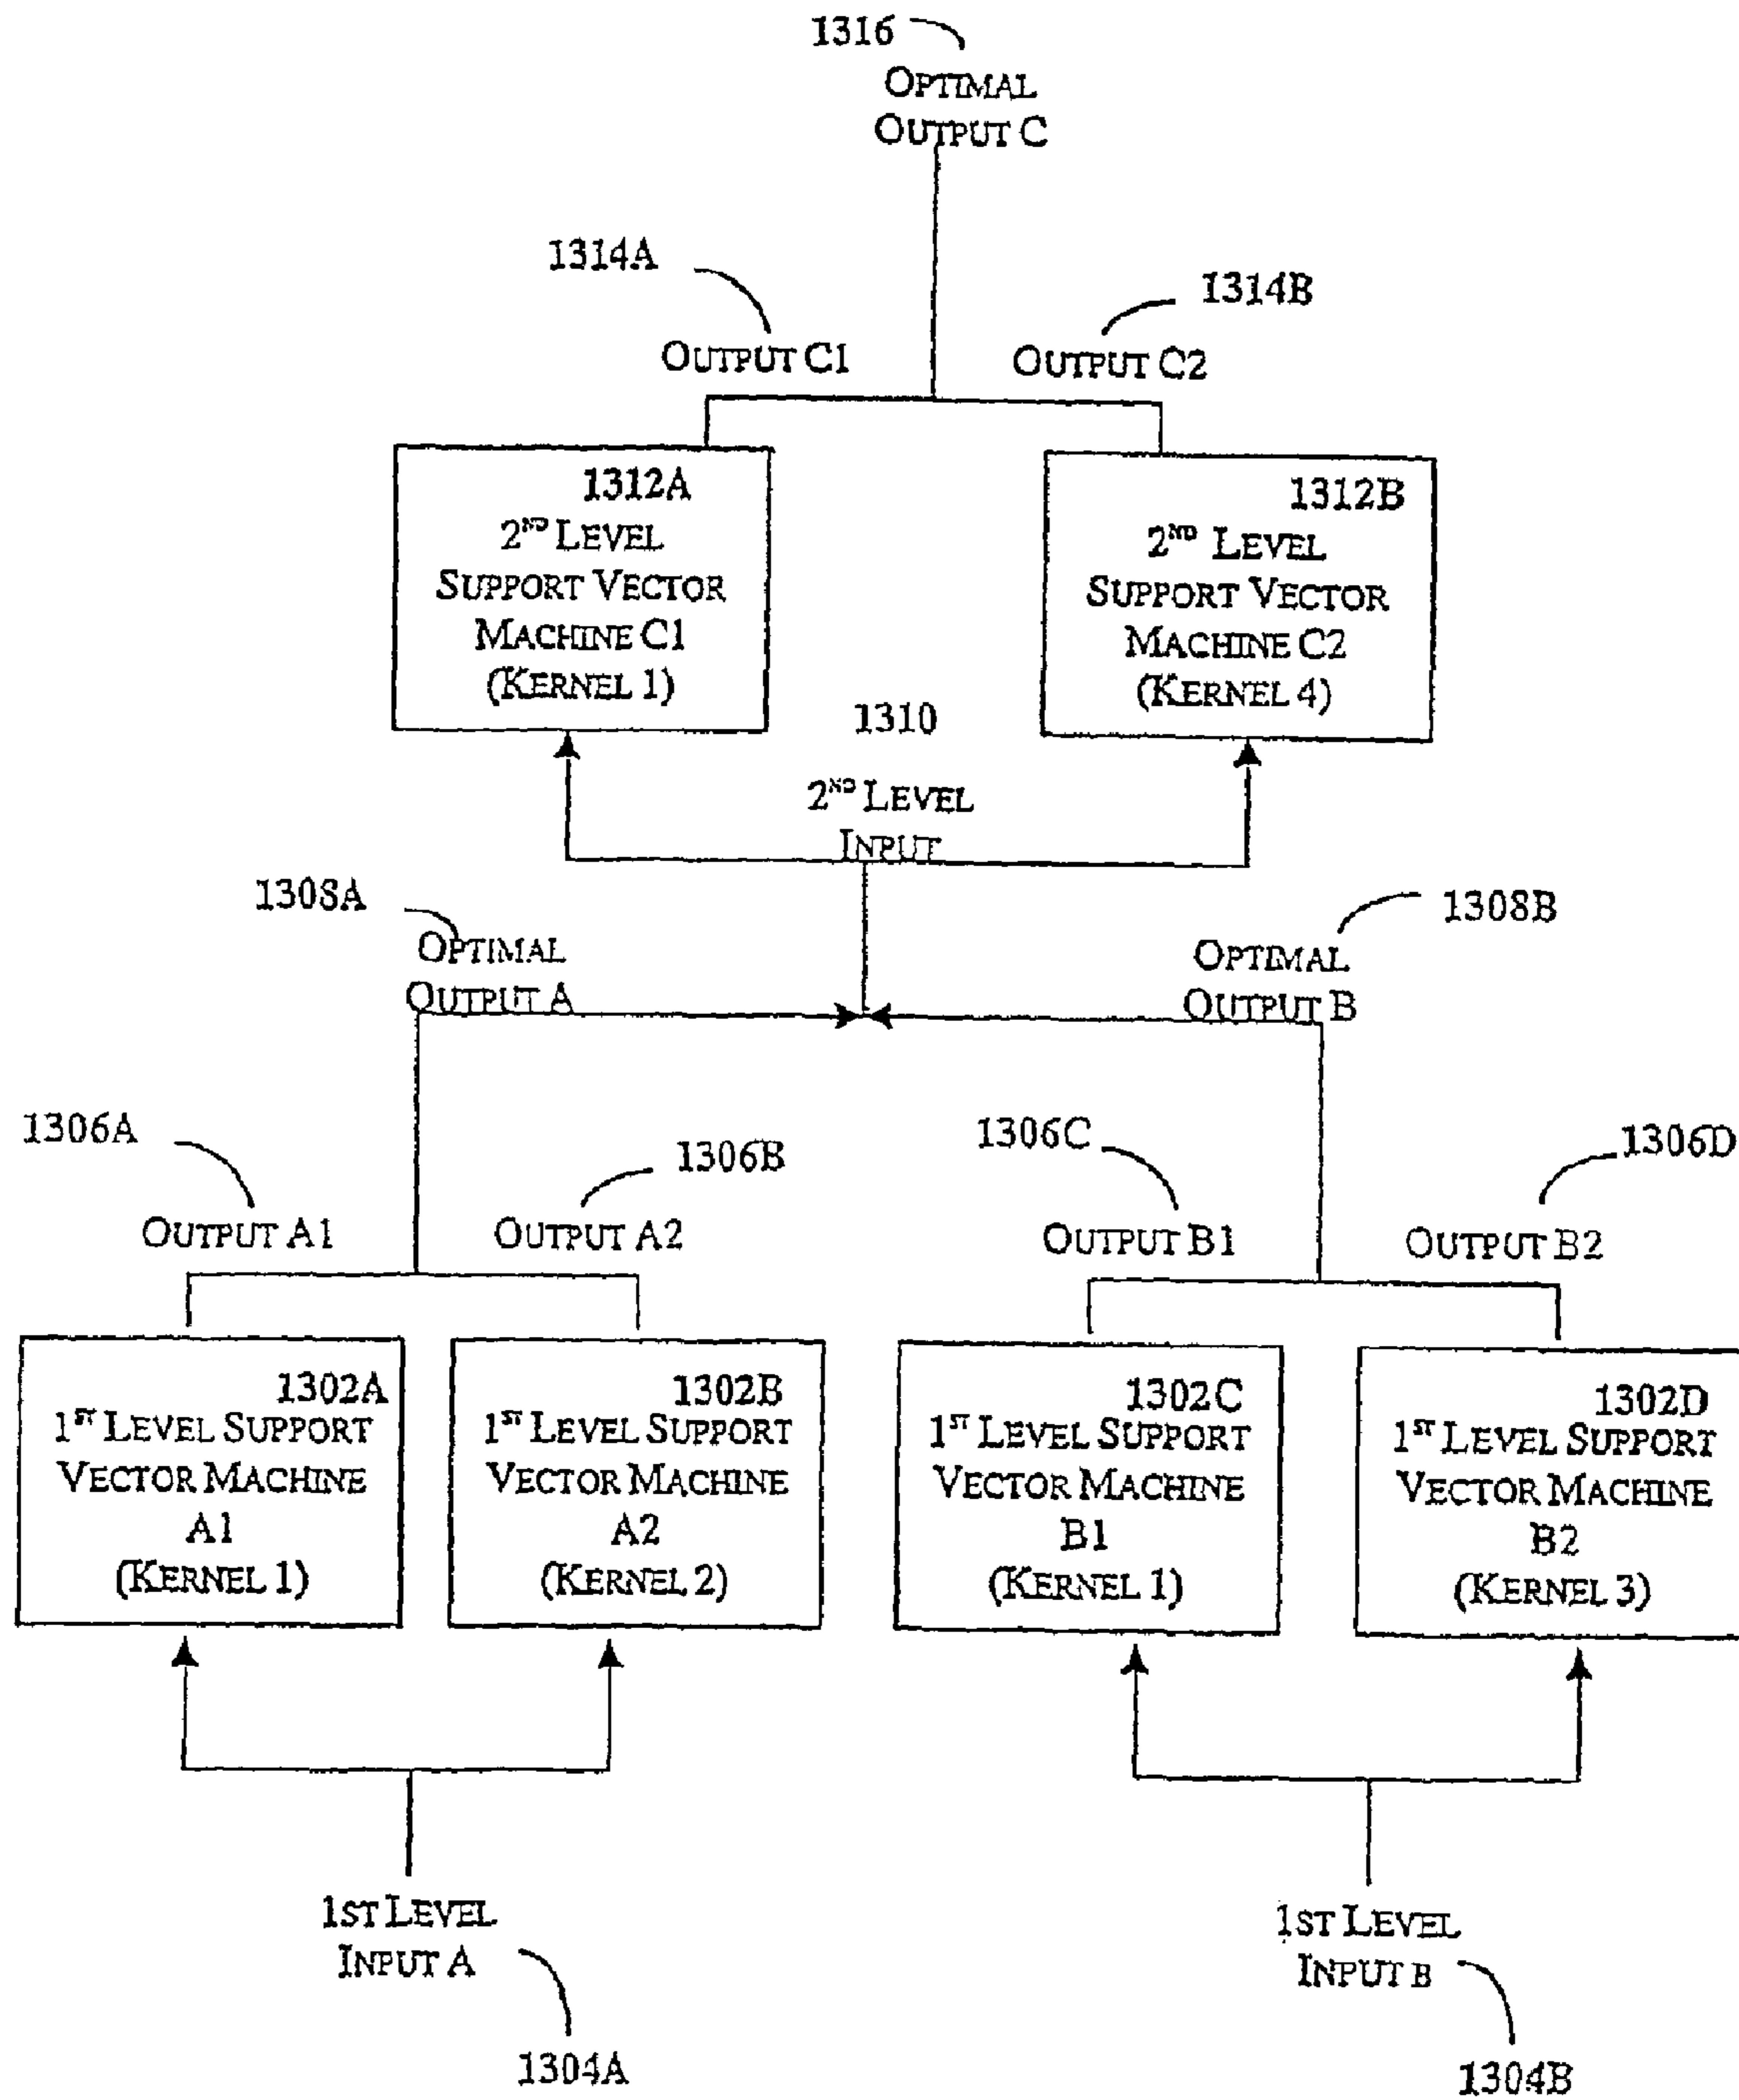 1316
OPTIMAL
OUTPUT C
1314A
1314B
OUTPUT C1
OUTPUT C2
1312A
2ND LEVEL
SUPPORT VECTOR
MACHINE C1
(KERNEL 1)
1312B
2ND LEVEL
SUPPORT VECTOR
MACHINE C2
(KERNEL 4)
1310
2ND LEVEL
INPUT
1308A
OPTIMAL
OUTPUT A
1308B
OPTIMAL
OUTPUT B
1306A
1306B
1306C
1306D
OUTPUT A1
OUTPUT A2
OUTPUT B1
OUTPUT B2
1302A
1ST LEVEL SUPPORT
VECTOR MACHINE
A1
(KERNEL 1)
1302B
1ST LEVEL SUPPORT
VECTOR MACHINE
A2
(KERNEL 2)
1302C
1ST LEVEL SUPPORT
VECTOR MACHINE
B1
(KERNEL 1)
1302D
1ST LEVEL SUPPORT
VECTOR MACHINE
B2
(KERNEL 3)
1ST LEVEL
INPUT A
1304A
1ST LEVEL
INPUT B
1304B